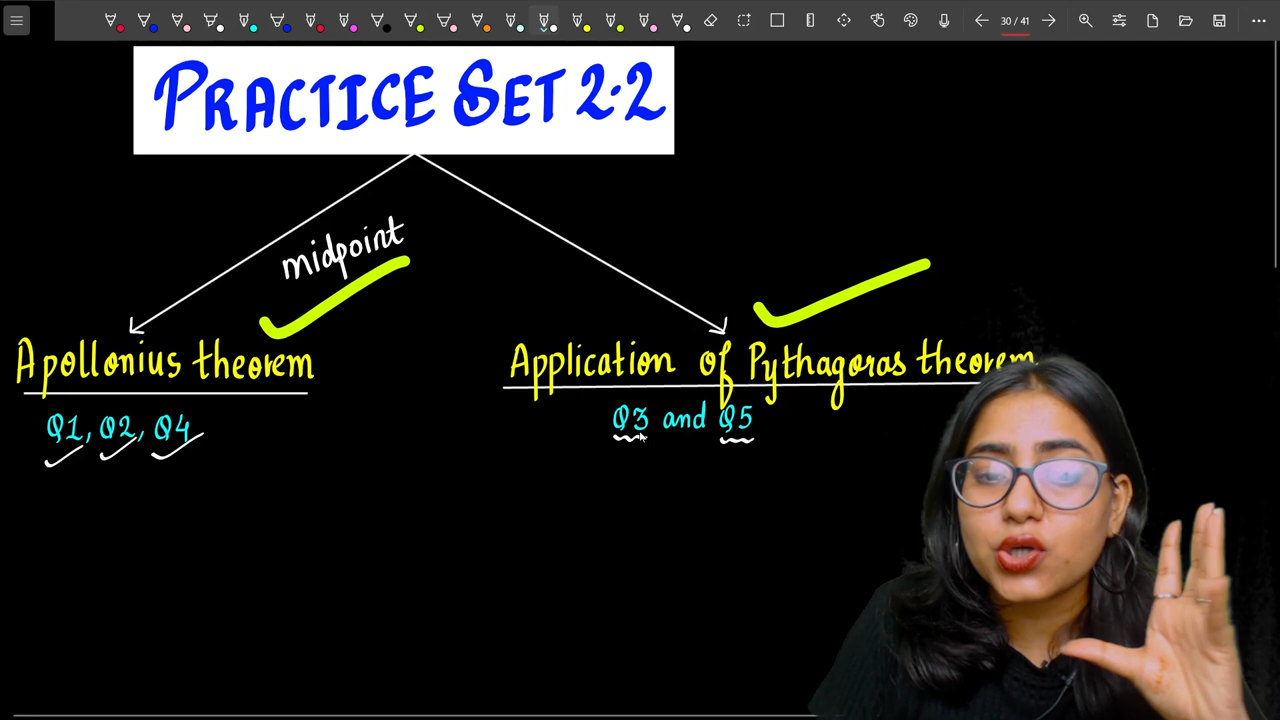 30 / 41
PRACTICE SET 2.2
midpoint
Apollonius theorem
Q1, Q2, Q4
Application of Pythagoras theorem
Q3 and Q5